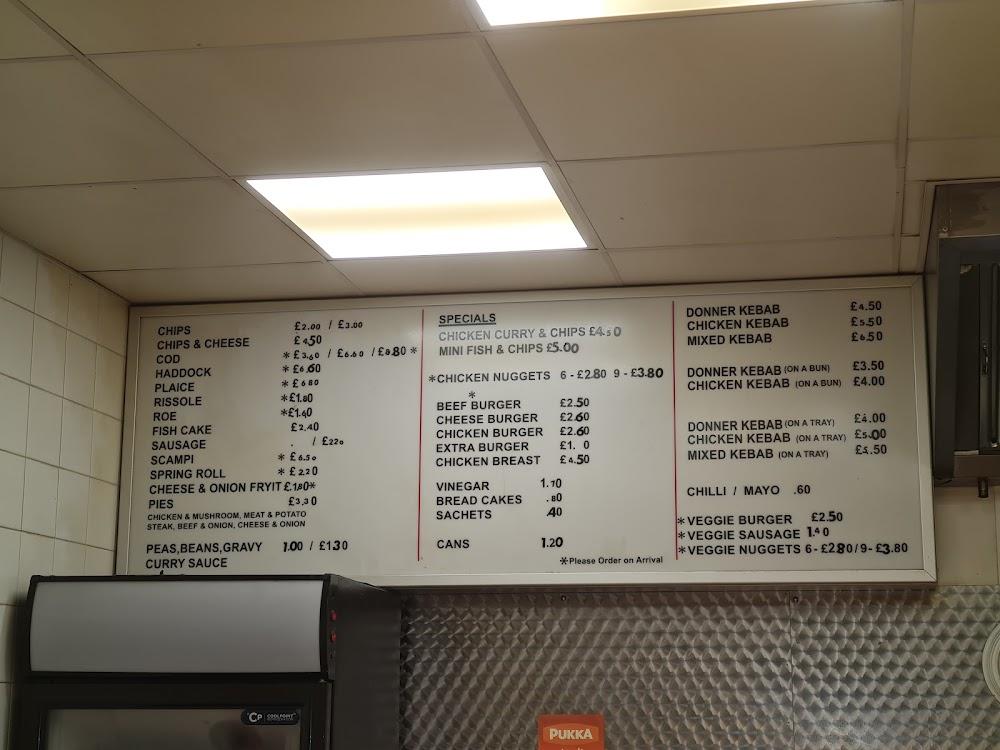 CHIPS £2.00 / £3.00
CHIPS & CHEESE £4.50
COD *£3.60 / £6.60 / £8.80 *
HADDOCK *£6.60
PLAICE *£6.80
RISSOLE *£1.80
ROE *£1.40
FISH CAKE £2.40
SAUSAGE / £2.20
SCAMPI *£6.50
SPRING ROLL *£2.20
CHEESE & ONION FRYIT £1.80*
PIES £3.30
CHICKEN & MUSHROOM, MEAT & POTATO
STEAK, BEEF & ONION, CHEESE & ONION
PEAS,BEANS,GRAVY 1.00 / £1.30
CURRY SAUCE
SPECIALS
CHICKEN CURRY & CHIPS £4.50
MINI FISH & CHIPS £5.00
*CHICKEN NUGGETS 6 - £2.80 9 - £3.80
*
BEEF BURGER £2.50
CHEESE BURGER £2.60
CHICKEN BURGER £2.60
EXTRA BURGER £1. 0
CHICKEN BREAST £4.50
VINEGAR 1.70
BREAD CAKES .80
SACHETS .40
CANS 1.20
*Please Order on Arrival
DONNER KEBAB £4.50
CHICKEN KEBAB £5.50
MIXED KEBAB £6.50
DONNER KEBAB (ON A BUN) £3.50
CHICKEN KEBAB (ON A BUN) £4.00
DONNER KEBAB (ON A TRAY) £4.00
CHICKEN KEBAB (ON A TRAY) £5.00
MIXED KEBAB (ON A TRAY) £5.50
CHILLI / MAYO .60
*VEGGIE BURGER £2.50
*VEGGIE SAUSAGE 1.40
*VEGGIE NUGGETS 6 - £2.80/9- £3.80
CP COOLPOINT
PUKKA